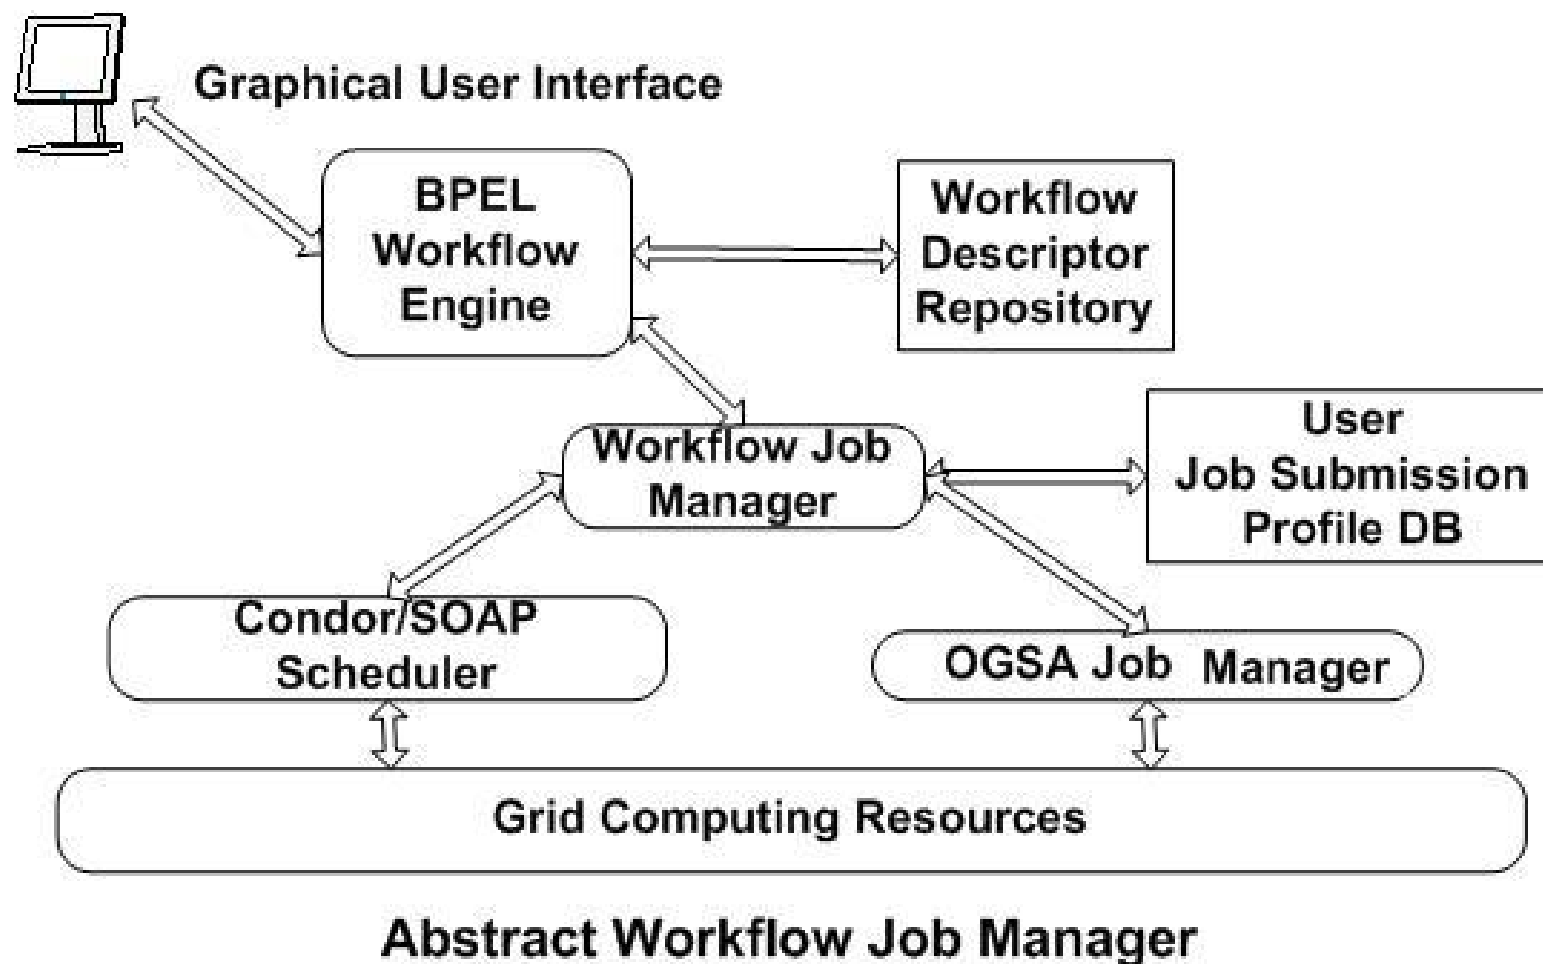 Graphical User Interface
BPEL
Workflow
Engine
Workflow
Descriptor
Repository
User
Job Submission
Profile DB
Workflow Job
Manager
Condor/SOAP
Scheduler
OGSA Job Manager
Grid Computing Resources
Abstract Workflow Job Manager